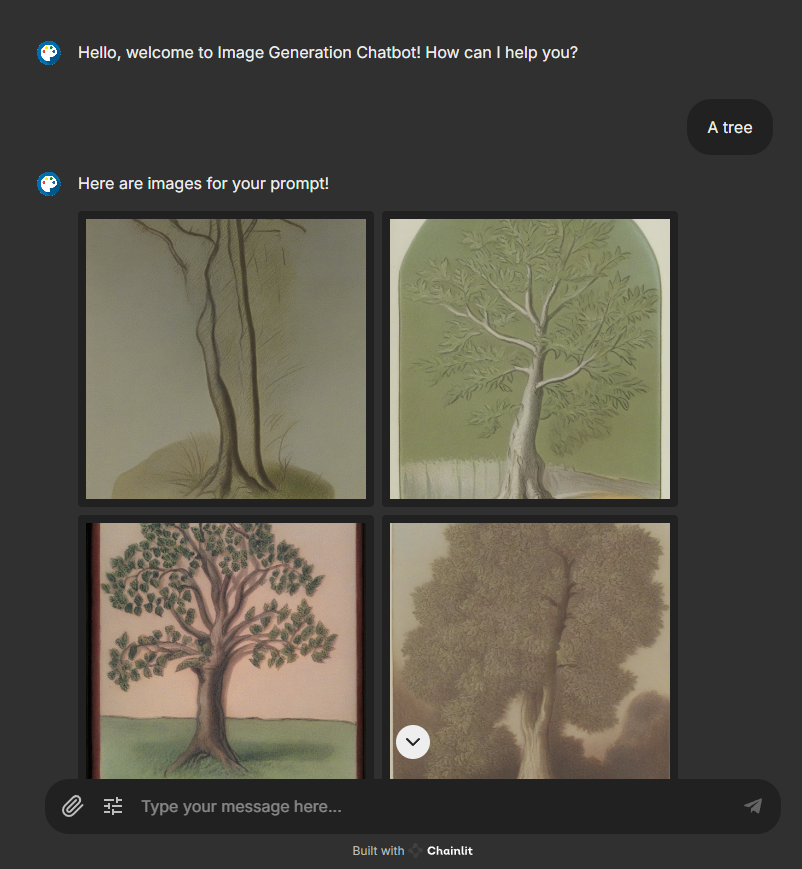 Hello, welcome to Image Generation Chatbot! How can I help you?
A tree
Here are images for your prompt!
Type your message here...
Built with Chainlit